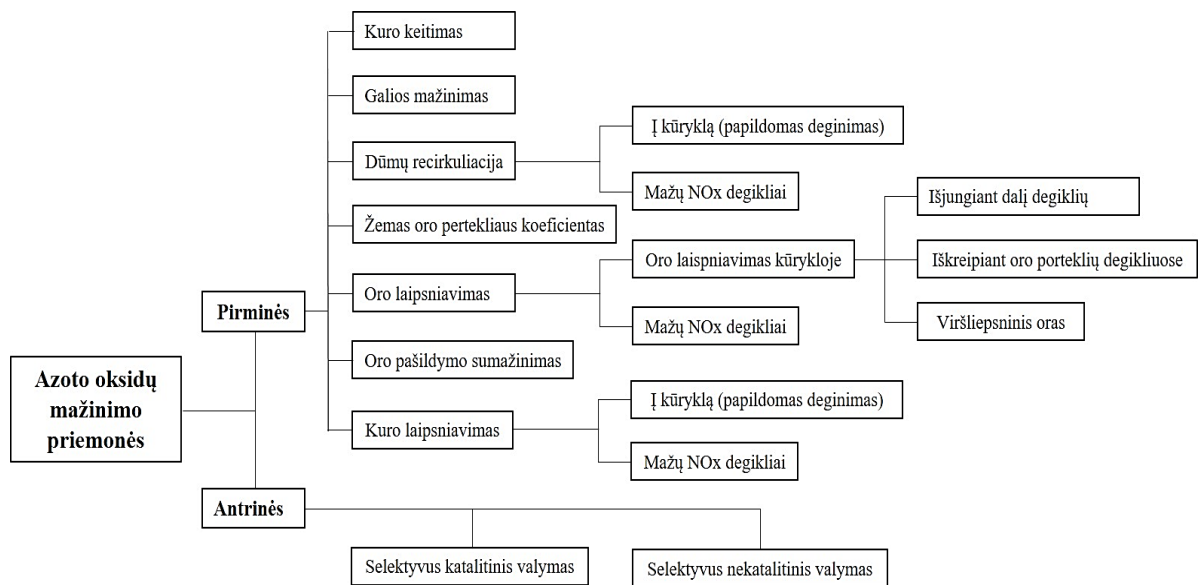 Kuro keitimas
Galios mažinimas
Dūmų recirkuliacija
Į kūryklą (papildomas deginimas)
Mažų NOx degikliai
Žemas oro pertekliaus koeficientas
Oro laipsniavimas
Oro laispniavimas kūrykloje
Išjungiant dalį degiklių
Iškreipiant oro porteklių degikliuose
Viršliepsninis oras
Mažų NOx degikliai
Oro pašildymo sumažinimas
Kuro laipsniavimas
Į kūryklą (papildomas deginimas)
Mažų NOx degikliai
Pirminės
Azoto oksidų
mažinimo
priemonės
Antrinės
Selektyvus katalitinis valymas
Selektyvus nekatalitinis valymas